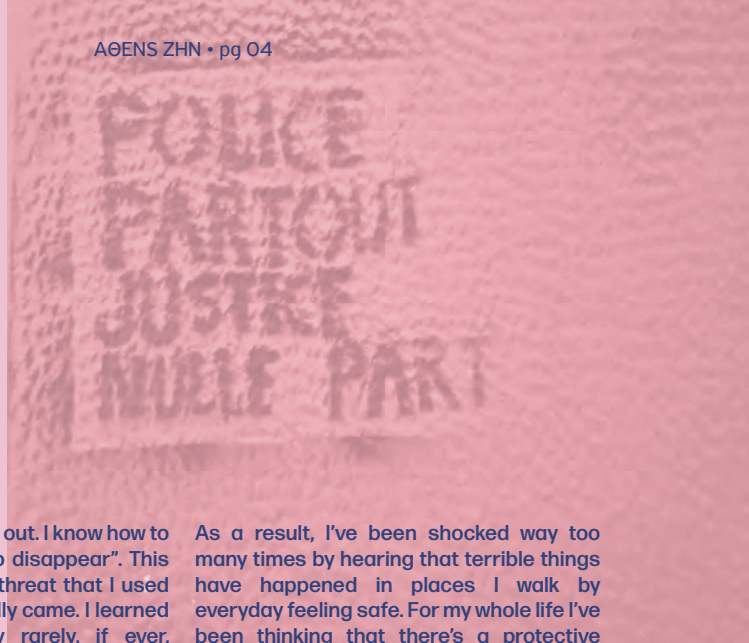 AΘENS ZHN • pg 04
POLICE
PARTOUT
JUSTICE
NULLE PART
out. I know how to
disappear”. This
threat that I used
came. I learned
rarely, if ever,
As a result, I’ve been shocked way too
many times by hearing that terrible things
have happened in places I walk by
everyday feeling safe. For my whole life I’ve
been thinking that there’s a protective